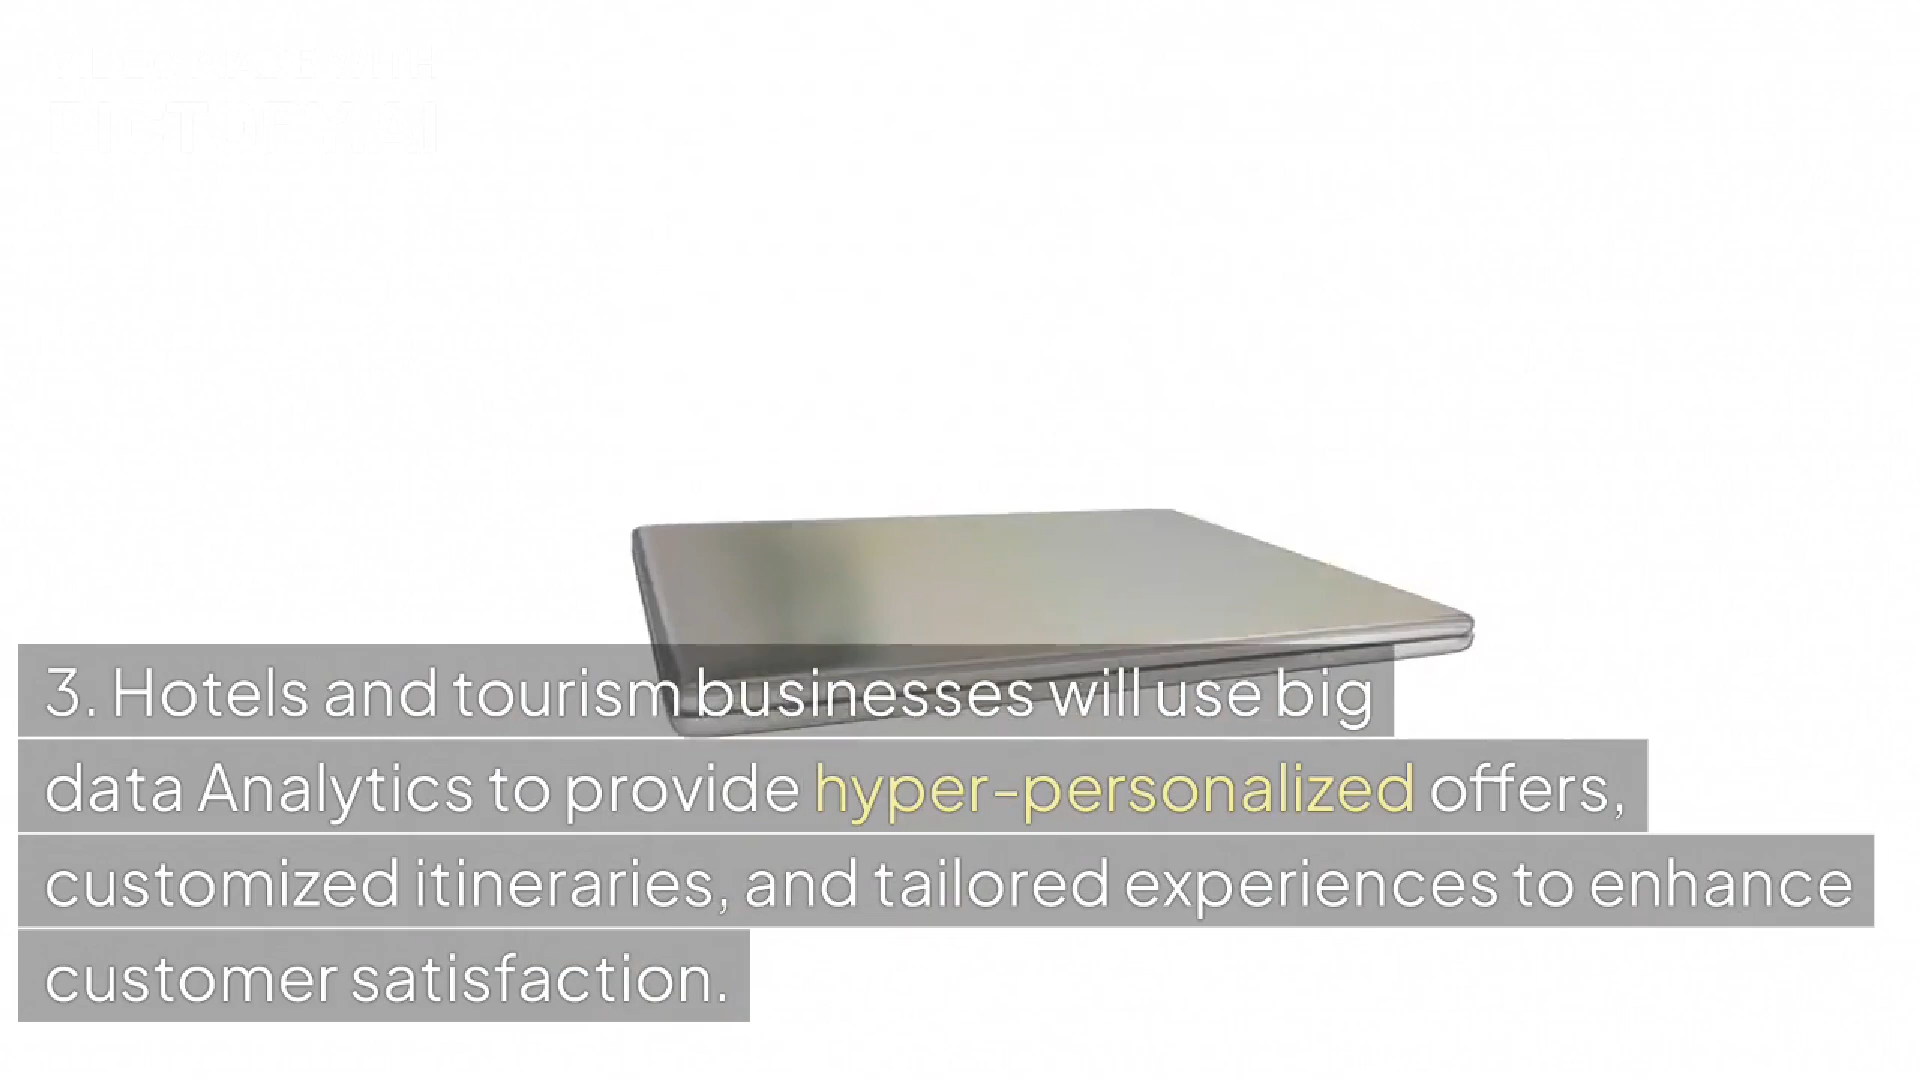 3. Hotels and tourism businesses will use big
data Analytics to provide hyper-personalized offers,
customized itineraries, and tailored experiences to enhance
customer satisfaction.